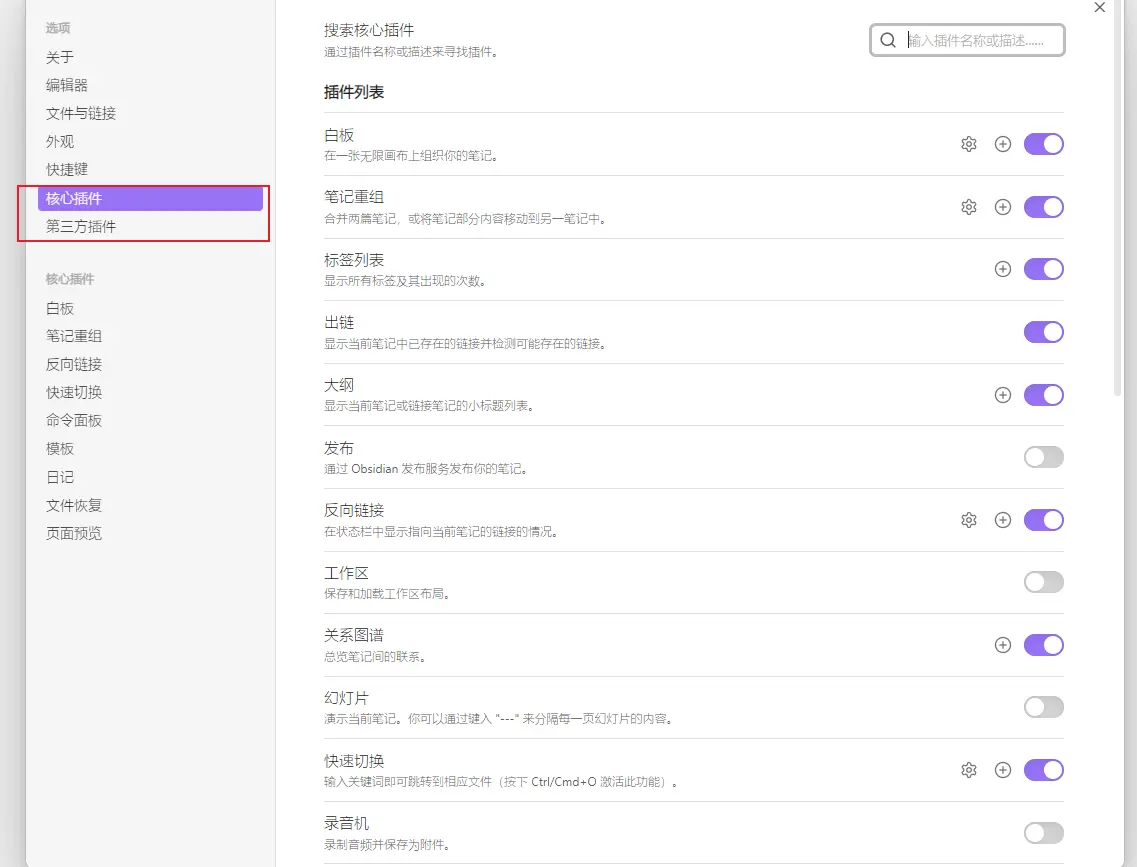 选项
关于
编辑器
文件与链接
外观
快捷键
核心插件
第三方插件
核心插件
白板
笔记重组
反向链接
快速切换
命令面板
模板
日记
文件恢复
页面预览
搜索核心插件
通过插件名称或描述来寻找插件。
输入插件名称或描述......
插件列表
白板
在一张无限画布上组织你的笔记。
笔记重组
合并两篇笔记，或将笔记部分内容移动到另一笔记中。
标签列表
显示所有标签及其出现的次数。
出链
显示当前笔记中已存在的链接并检测可能存在的链接。
大纲
显示当前笔记或链接笔记的小标题列表。
发布
通过 Obsidian 发布服务发布你的笔记。
反向链接
在状态栏中显示指向当前笔记的链接的情况。
工作区
保存和加载工作区布局。
关系图谱
总览笔记间的联系。
幻灯片
演示当前笔记。你可以通过键入 "---" 来分隔每一页幻灯片的内容。
快速切换
输入关键词即可跳转到相应文件（按下 Ctrl/Cmd+O 激活此功能）。
录音机
录制音频并保存为附件。